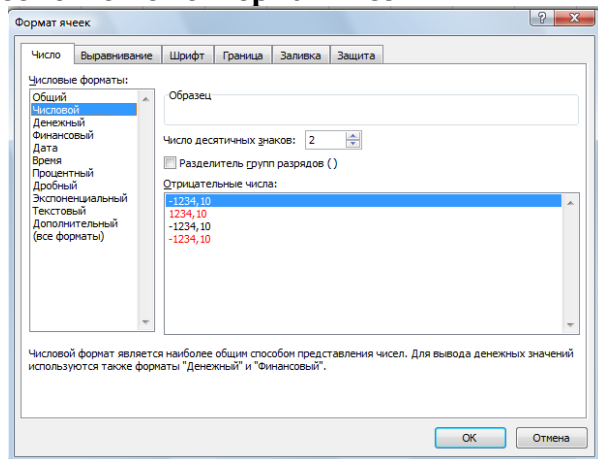 Формат ячеек
Число Выравнивание Шрифт Граница Заливка Защита
Числовые форматы:
Общий
Числовой
Денежный
Финансовый
Дата
Время
Процентный
Дробный
Экспоненциальный
Текстовый
Дополнительный
(все форматы)
Образец
Число десятичных знаков: 2
Разделитель групп разрядов ( )
Отрицательные числа:
-1234,10
1234,10
-1234,10
-1234,10
Числовой формат является наиболее общим способом представления чисел. Для вывода денежных значений
используются также форматы "Денежный" и "Финансовый".
ОК Отмена